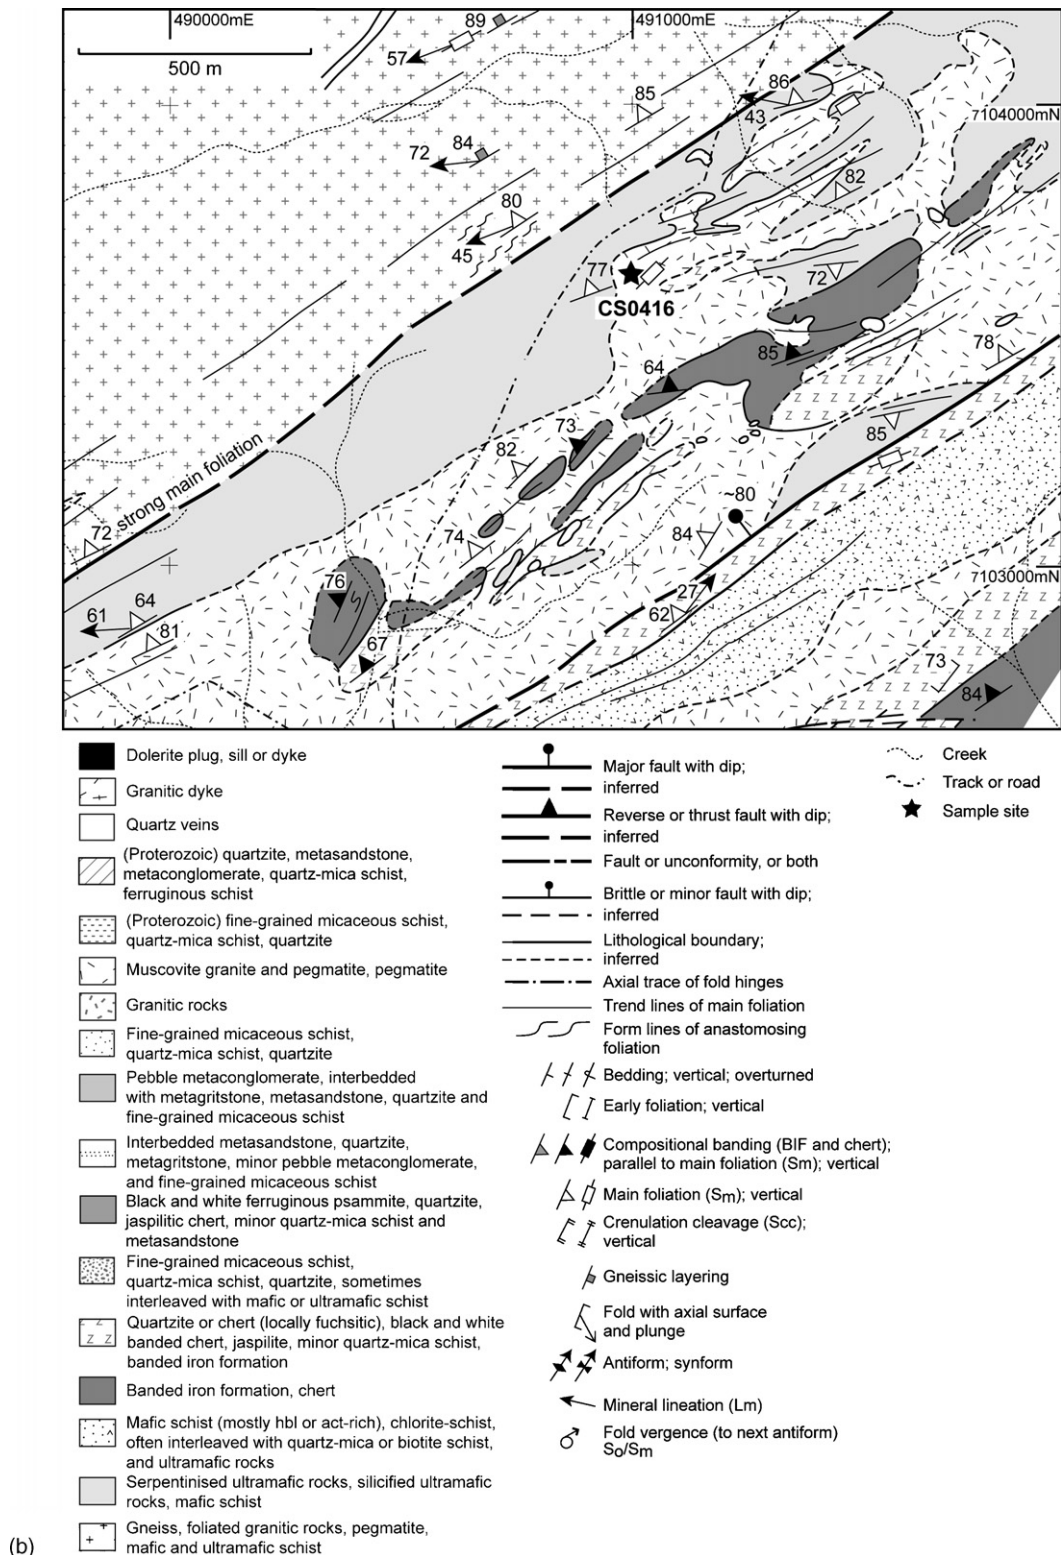 490000mE
89
491000mE
57
500 m
85
86
43
7104000mN
84
72
82
80
45
77
72
CS0416
85
78
64
73
82
85
strong main foliation
~80
72
74
84
7103000mN
76
27
61
64
62
81
67
73
84
z z z z z
Dolerite plug, sill or dyke
Granitic dyke
Quartz veins
(Proterozoic) quartzite, metasandstone,
metaconglomerate, quartz-mica schist,
ferruginous schist
(Proterozoic) fine-grained micaceous schist,
quartz-mica schist, quartzite
Muscovite granite and pegmatite, pegmatite
Granitic rocks
Fine-grained micaceous schist,
quartz-mica schist, quartzite
Pebble metaconglomerate, interbedded
with metagritstone, metasandstone, quartzite and
fine-grained micaceous schist
Interbedded metasandstone, quartzite,
metagritstone, minor pebble metaconglomerate,
and fine-grained micaceous schist
Black and white ferruginous psammite, quartzite,
jaspilitic chert, minor quartz-mica schist and
metasandstone
Fine-grained micaceous schist,
quartz-mica schist, quartzite, sometimes
interleaved with mafic or ultramafic schist
Quartzite or chert (locally fuchsitic), black and white
banded chert, jaspilite, minor quartz-mica schist,
banded iron formation
Banded iron formation, chert
Mafic schist (mostly hbl or act-rich), chlorite-schist,
often interleaved with quartz-mica or biotite schist,
and ultramafic rocks
Serpentinised ultramafic rocks, silicified ultramafic
rocks, mafic schist
Gneiss, foliated granitic rocks, pegmatite,
mafic and ultramafic schist
Major fault with dip;
inferred
Reverse or thrust fault with dip;
inferred
Fault or unconformity, or both
Brittle or minor fault with dip;
inferred
Lithological boundary;
inferred
Axial trace of fold hinges
Trend lines of main foliation
Form lines of anastomosing
foliation
Bedding; vertical; overturned
Early foliation; vertical
Compositional banding (BIF and chert);
parallel to main foliation (Sm); vertical
Main foliation (Sm); vertical
Crenulation cleavage (Scc);
vertical
Gneissic layering
Fold with axial surface
and plunge
Antiform; synform
Mineral lineation (Lm)
Fold vergence (to next antiform)
So/Sm
Creek
Track or road
Sample site
(b)